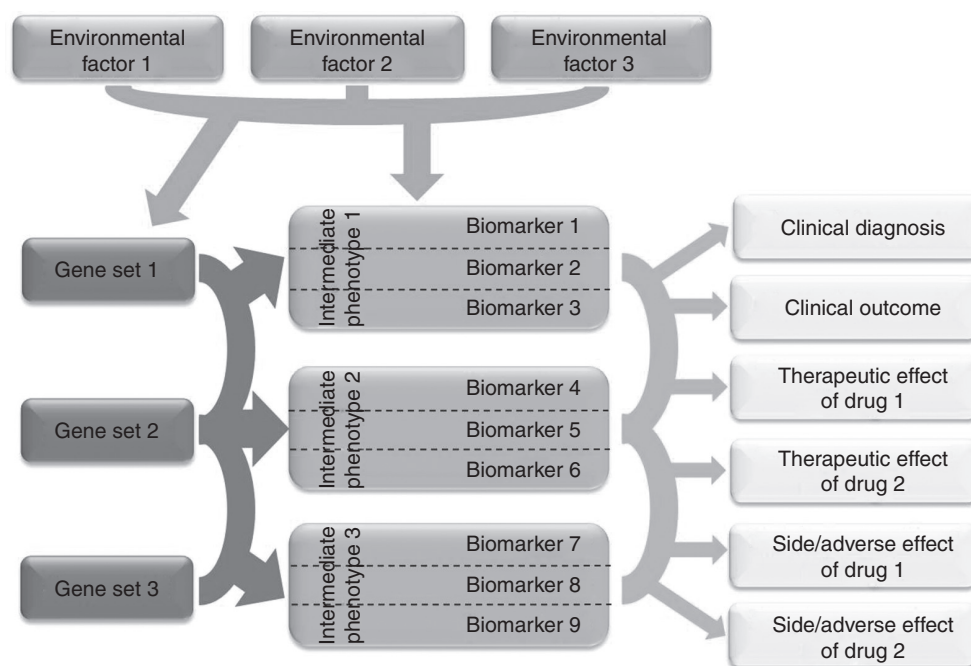 Environmental
factor 1
Environmental
factor 2
Environmental
factor 3
Gene set 1
Gene set 2
Gene set 3
Intermediate
phenotype 1
Biomarker 1
Biomarker 2
Biomarker 3
Intermediate
phenotype 2
Biomarker 4
Biomarker 5
Biomarker 6
Intermediate
phenotype 3
Biomarker 7
Biomarker 8
Biomarker 9
Clinical diagnosis
Clinical outcome
Therapeutic effect
of drug 1
Therapeutic effect
of drug 2
Side/adverse effect
of drug 1
Side/adverse effect
of drug 2